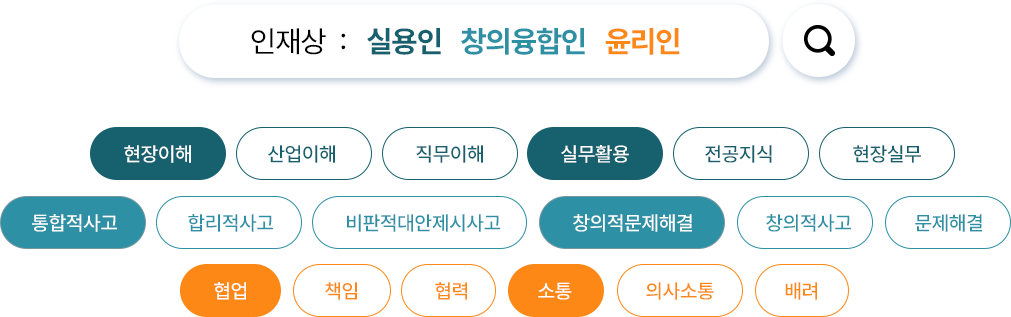 인재상 : 실용인 창의융합인 윤리인
현장이해 산업이해 직무이해 실무활용 전공지식 현장실무
통합적사고 합리적사고 비판적대안제시사고 창의적문제해결 창의적사고 문제해결
협업 책임 협력 소통 의사소통 배려